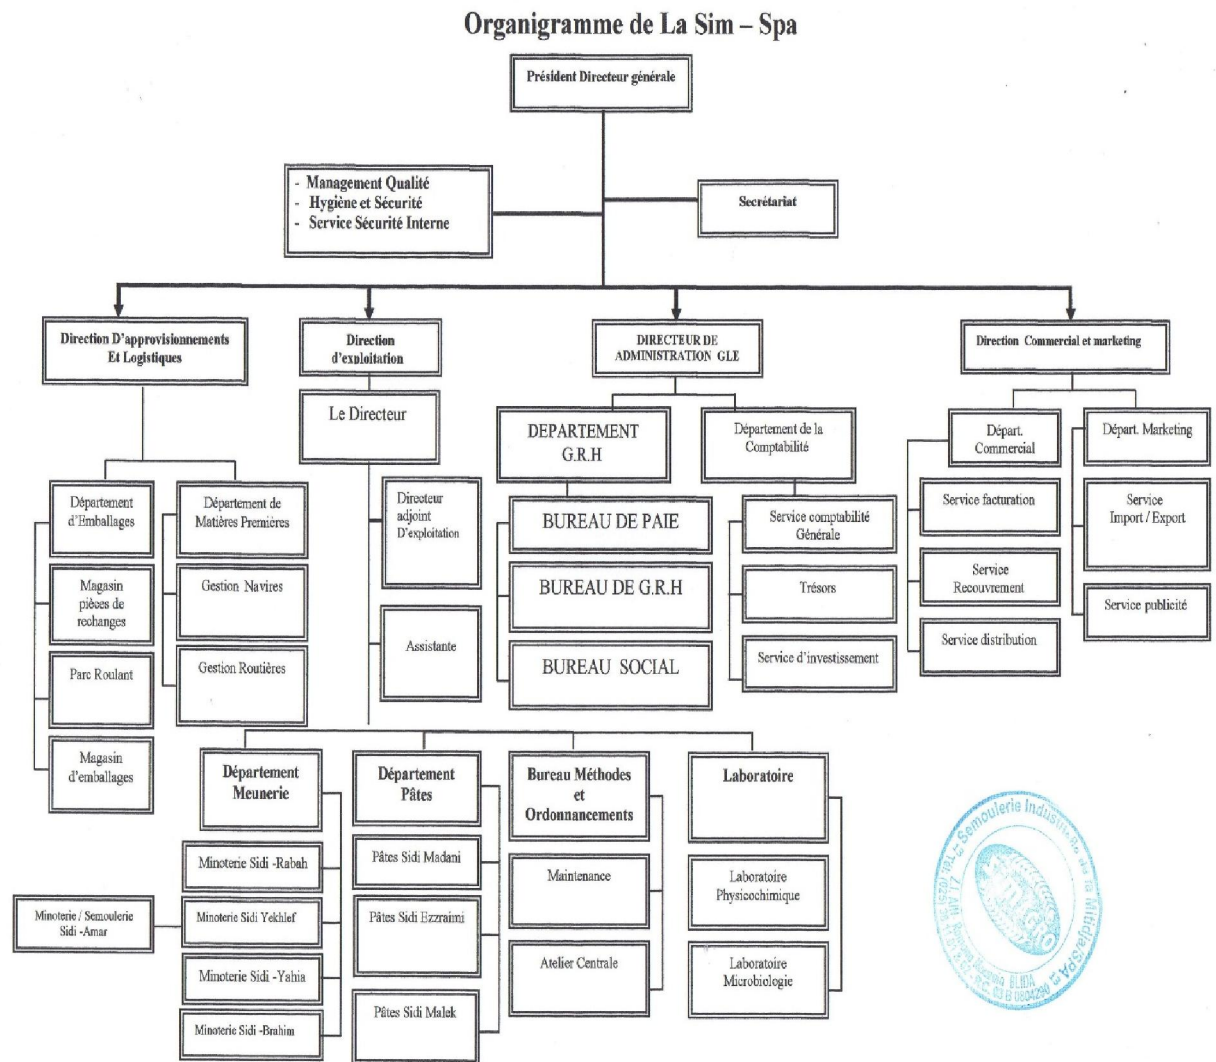 Organigramme de La Sim – Spa
Président Directeur générale
- Management Qualité
- Hygiène et Sécurité
- Service Sécurité Interne
Secrétariat
Direction D'approvisionnements
Et Logistiques
Direction
d'exploitation
DIRECTEUR DE
ADMINISTRATION GLE
Direction Commercial et marketing
Le Directeur
DEPARTEMENT
G.R.H
Département de la
Comptabilité
Départ.
Commercial
Départ. Marketing
Département
d'Emballages
Département de
Matières Premières
Directeur
adjoint
D'exploitation
BUREAU DE PAIE
Service comptabilité
Générale
Service facturation
Service
Import / Export
Magasin
pièces de
rechanges
Gestion Navires
BUREAU DE G.R.H
Trésors
Service
Recouvrement
Service publicité
Parc Roulant
Gestion Routières
Assistante
BUREAU SOCIAL
Service d'investissement
Service distribution
Magasin
d'emballages
Département
Meunerie
Département
Pâtes
Bureau Méthodes
et
Ordonnancements
Laboratoire
Minoterie Sidi -Rabah
Pâtes Sidi Madani
Maintenance
Laboratoire
Physicochimique
Minoterie / Semoulerie
Sidi -Amar
Minoterie Sidi Yekhlef
Pâtes Sidi Ezzraimi
Minoterie Sidi -Yahia
Atelier Centrale
Laboratoire
Microbiologie
Minoterie Sidi -Brahim
Pâtes Sidi Malek
Semoulerie de la Mitidja/SPA
BLIDA